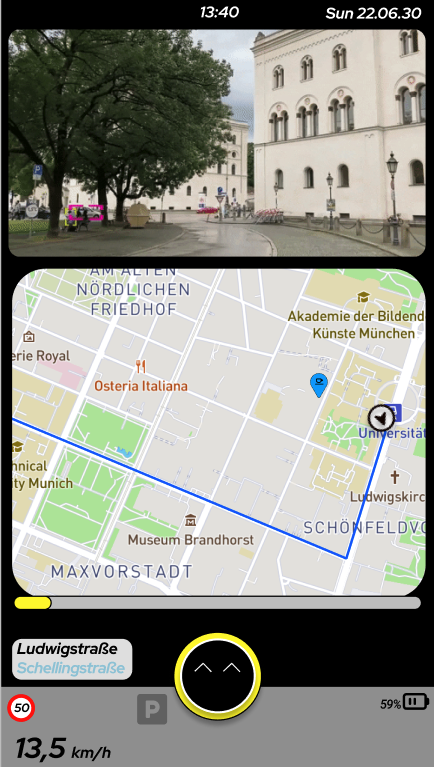 13:40
Sun 22.06.30
P
AM ALTEN
NÖRDLICHEN
FRIEDHOF
Akademie der Bildend
Künste München
erie Royal
Osteria Italiana
Universität
hnical
ity Munich
Ludwigskirc
SCHÖNFELDVO
Museum Brandhorst
MAXVORSTADT
Ludwigstraße
Schellingstraße
50
P
59%
13,5 km/h